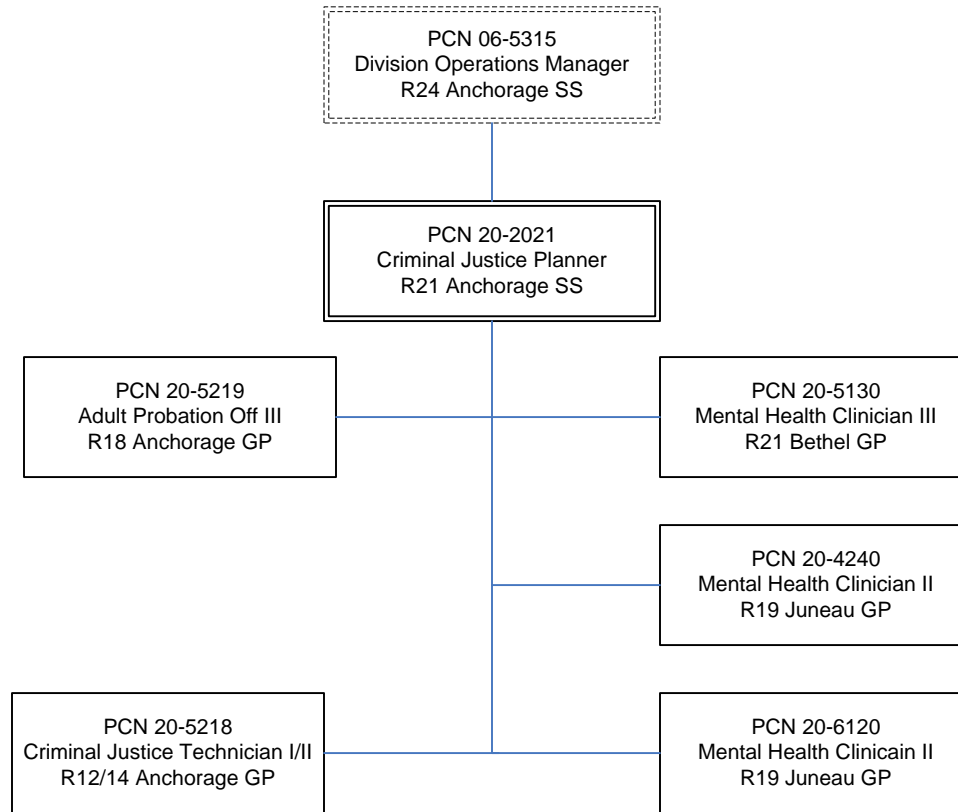 PCN 06-5315
Division Operations Manager
R24 Anchorage SS
PCN 20-2021
Criminal Justice Planner
R21 Anchorage SS
PCN 20-5219
Adult Probation Off III
R18 Anchorage GP
PCN 20-5130
Mental Health Clinician III
R21 Bethel GP
PCN 20-4240
Mental Health Clinician II
R19 Juneau GP
PCN 20-5218
Criminal Justice Technician I/II
R12/14 Anchorage GP
PCN 20-6120
Mental Health Clinicain II
R19 Juneau GP